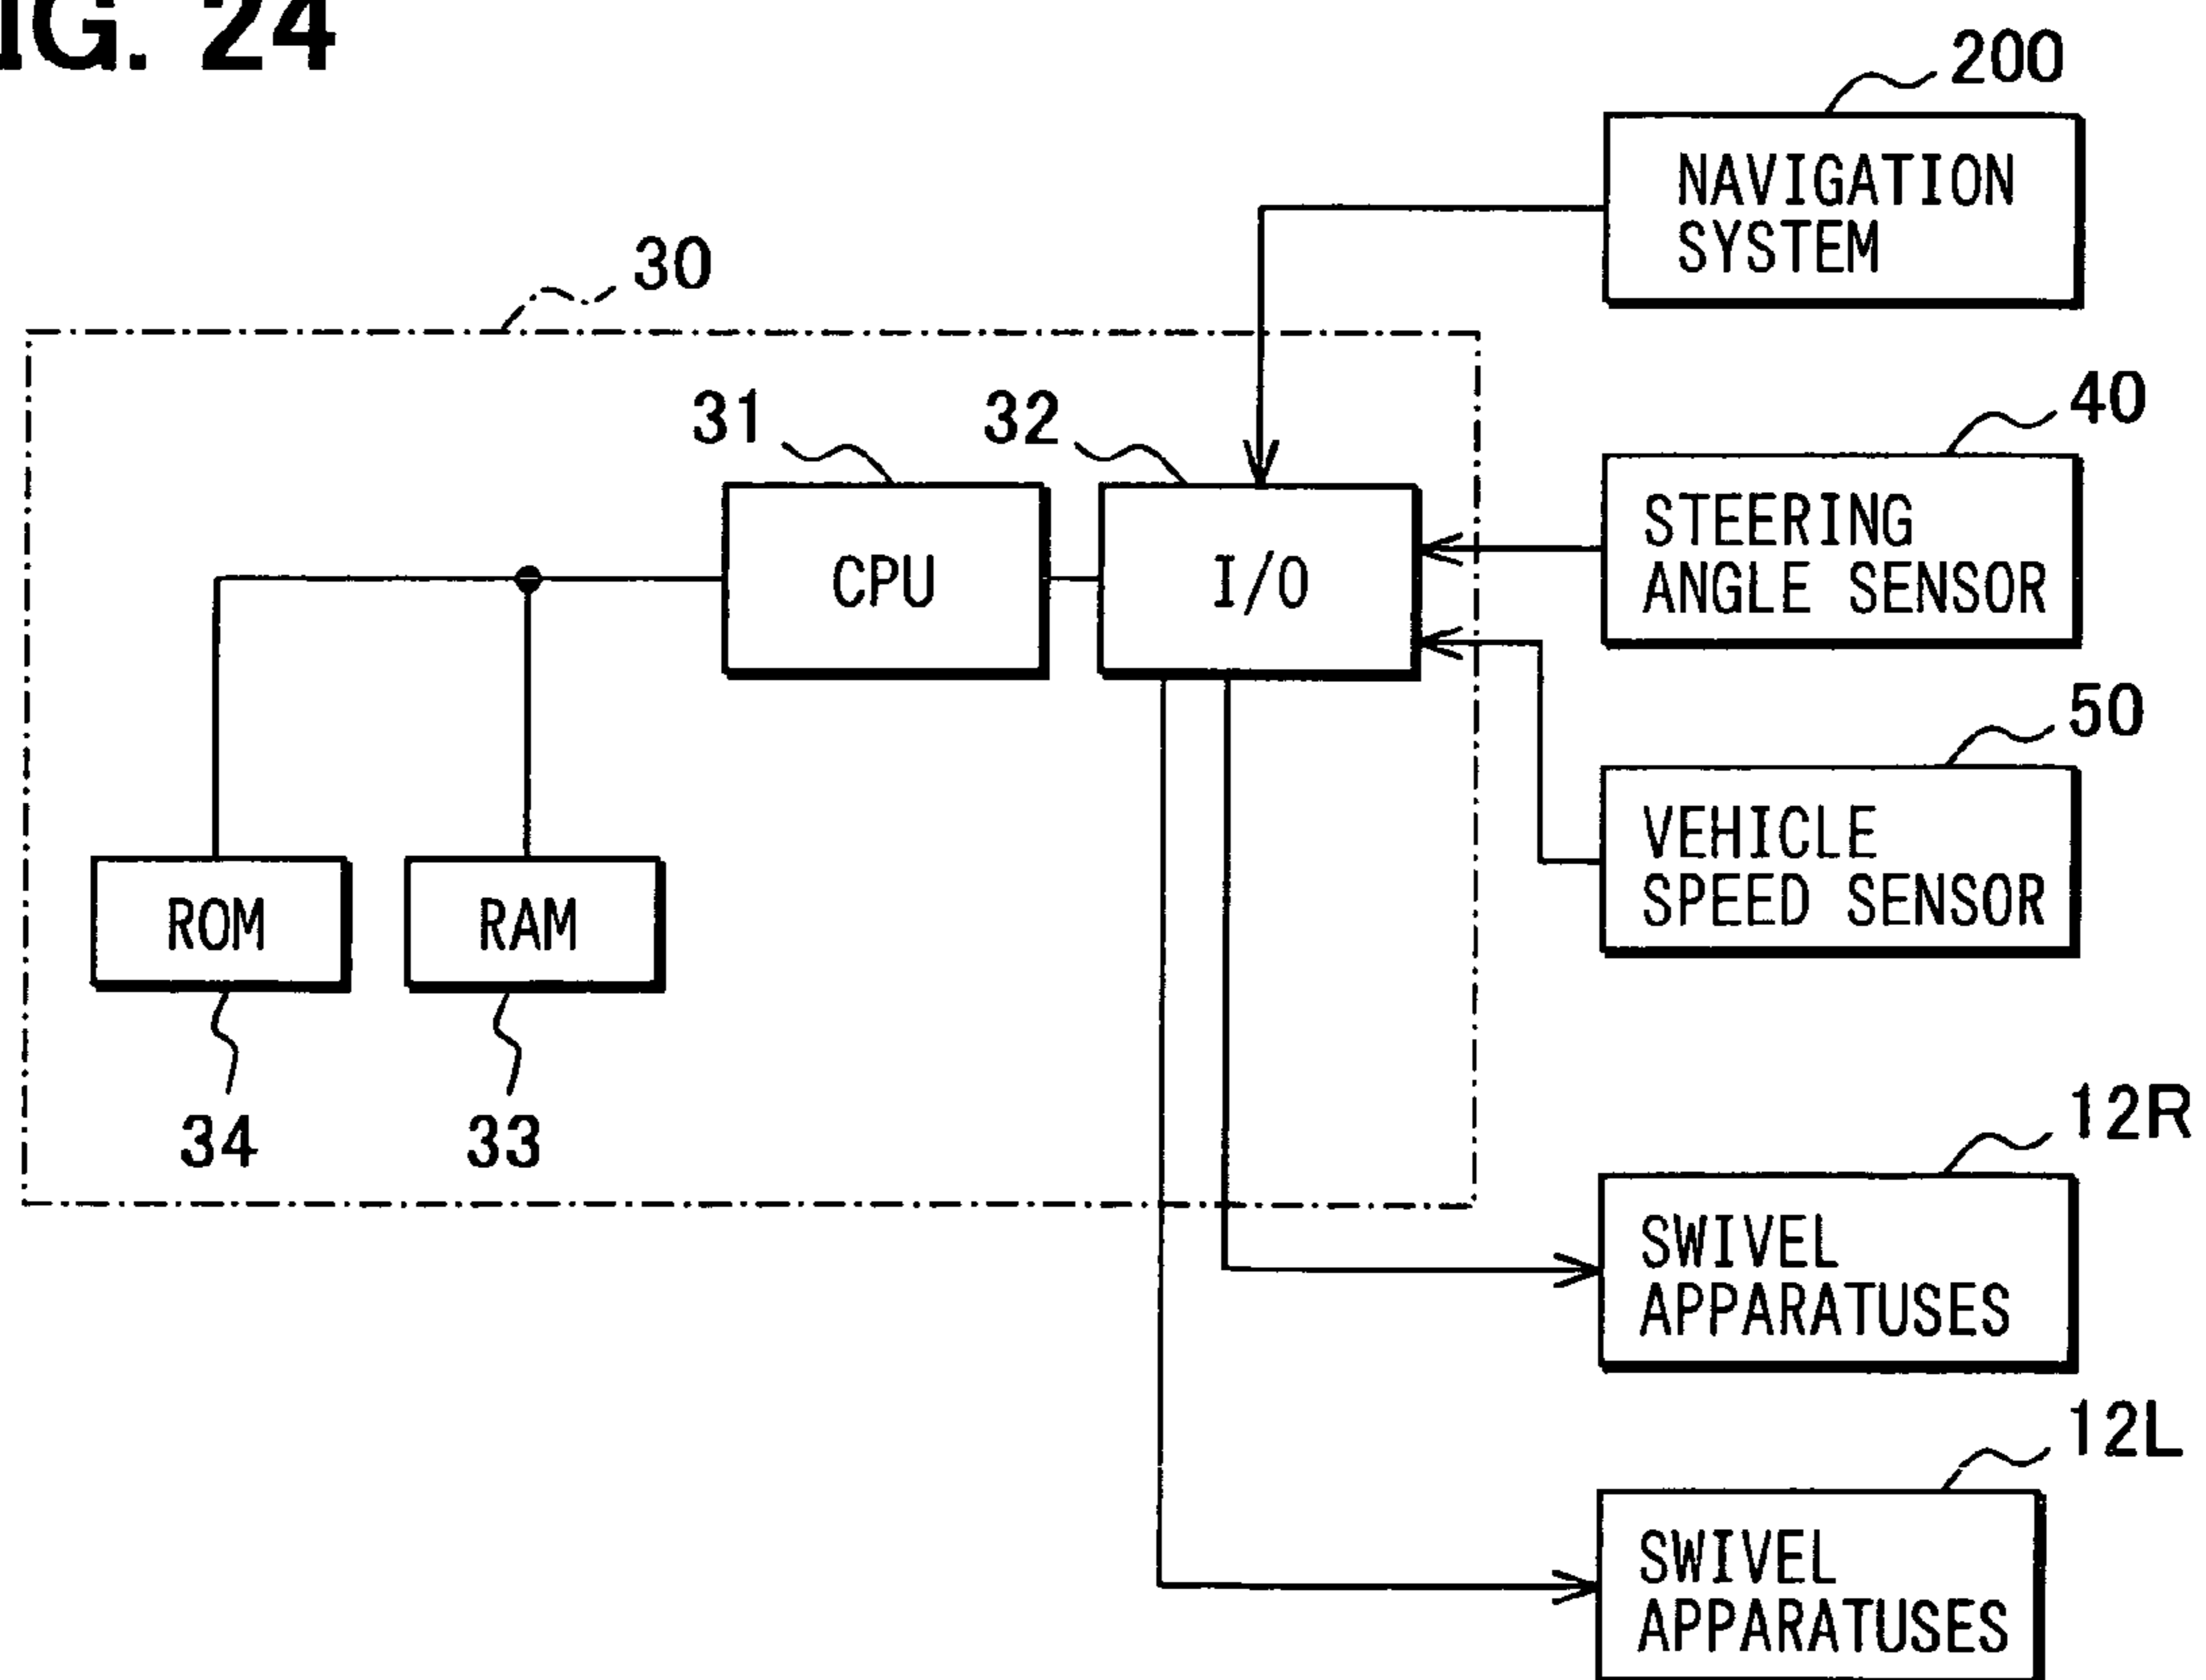 IG. 24
200
NAVIGATION
SYSTEM
30
40
31
32
STEERING
ANGLE SENSOR
CPU
I/O
50
VEHICLE
SPEED SENSOR
ROM
RAM
34
33
12R
SWIVEL
APPARATUSES
12L
SWIVEL
APPARATUSES